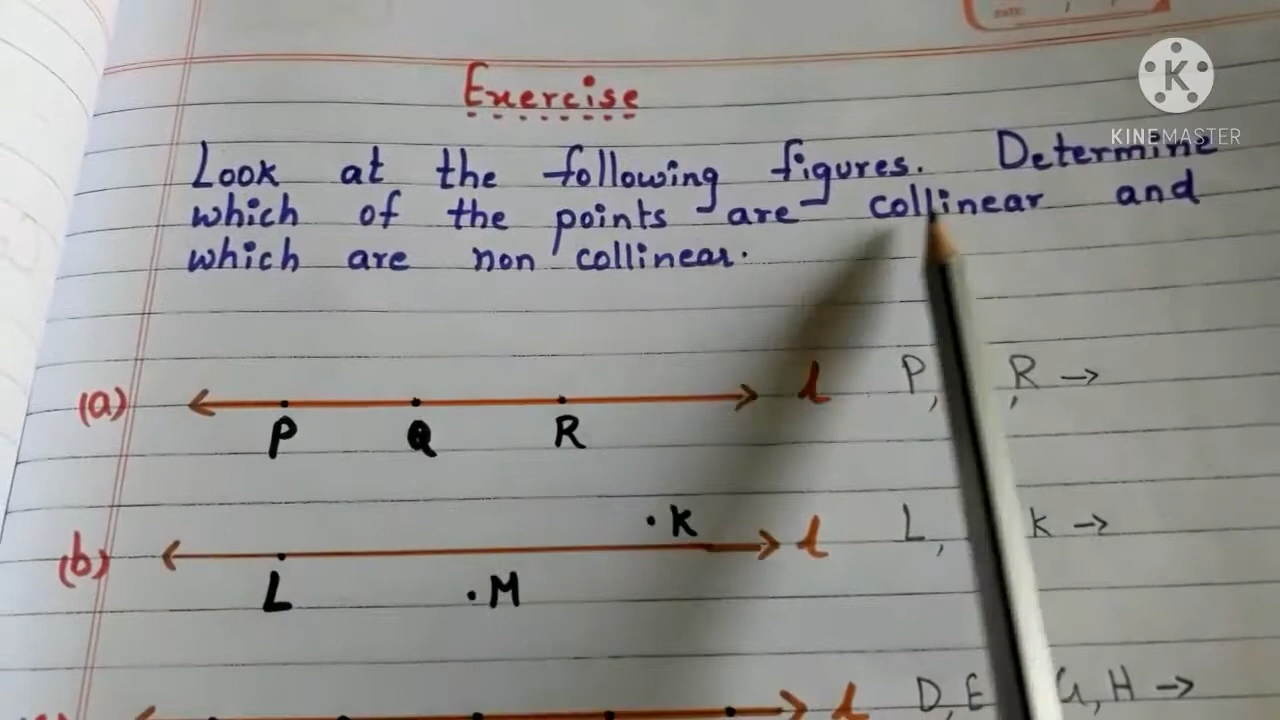 DATE:
K
KINEMASTER
Exercise
Look at the following figures. Determine
which of the points are collinear and
which are non collinear.
(a) l P, , R →
P Q R
.K
(b) l L, K →
L .M
l D, E G, H →